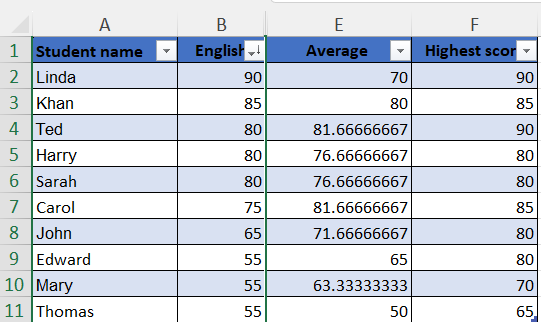 A B E F
1 Student name English Average Highest scor
2 Linda 90 70 90
3 Khan 85 80 85
4 Ted 80 81.66666667 90
5 Harry 80 76.66666667 80
6 Sarah 80 76.66666667 80
7 Carol 75 81.66666667 85
8 John 65 71.66666667 80
9 Edward 55 65 80
10 Mary 55 63.33333333 70
11 Thomas 55 50 65